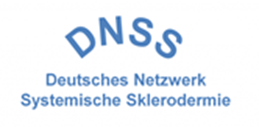 DNSS
Deutsches Netzwerk
Systemische Sklerodermie